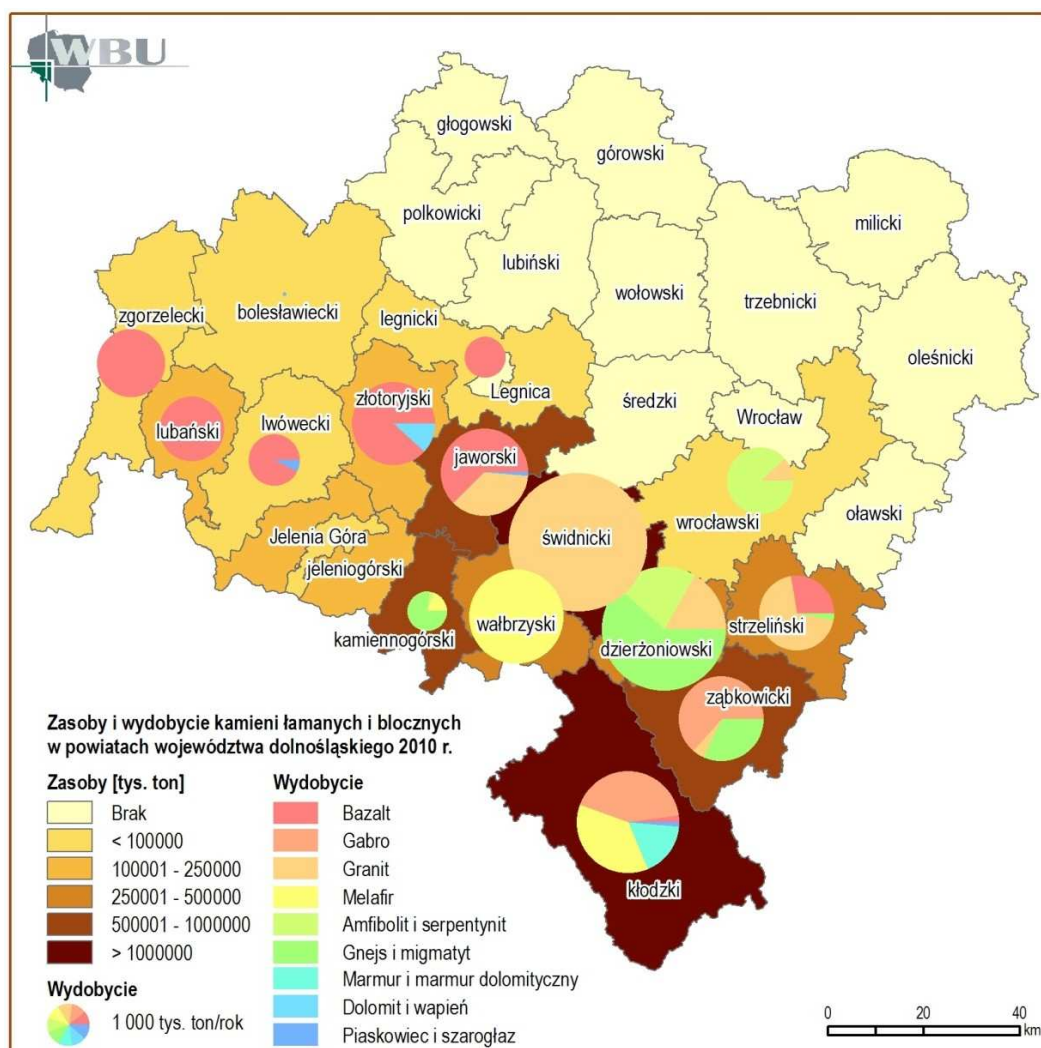 WBU
głogowski
górowski
milicki
polkowicki
lubiński
wołowski
trzebnicki
zgorzelecki
bolesławiecki
legnicki
oleśnicki
Legnica
złotoryjski
średzki
Wrocław
lubański
lwówecki
jaworski
wrocławski
oławski
Jelenia Góra
świdnicki
jeleniogórski
kamiennogórski
wałbrzyski
strzeliński
dzierżoniowski
ząbkowicki
kłodzki
Zasoby i wydobycie kamieni łamanych i blocznych
w powiatach województwa dolnośląskiego 2010 r.
Zasoby [tys. ton]
Brak
< 100000
100001 - 250000
250001 - 500000
500001 - 1000000
> 1000000
Wydobycie
1 000 tys. ton/rok
Wydobycie
Bazalt
Gabro
Granit
Melafir
Amfibolit i serpentynit
Gnejs i migmatyt
Marmur i marmur dolomityczny
Dolomit i wapień
Piaskowiec i szarogłaz
0 20 40
km